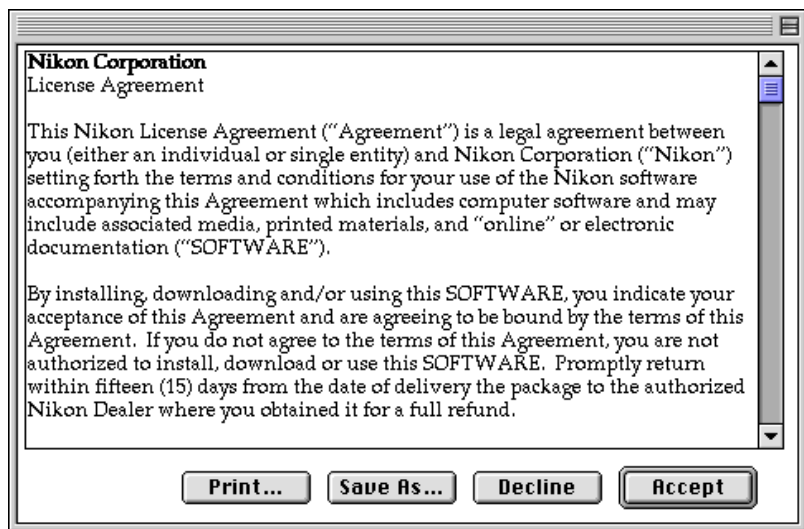 Nikon Corporation
License Agreement
This Nikon License Agreement (“Agreement”) is a legal agreement between
you (either an individual or single entity) and Nikon Corporation (“Nikon”)
setting forth the terms and conditions for your use of the Nikon software
accompanying this Agreement which includes computer software and may
include associated media, printed materials, and “online” or electronic
documentation (“SOFTWARE”).
By installing, downloading and/or using this SOFTWARE, you indicate your
acceptance of this Agreement and are agreeing to be bound by the terms of this
Agreement.  If you do not agree to the terms of this Agreement, you are not
authorized to install, download or use this SOFTWARE.  Promptly return
within fifteen (15) days from the date of delivery the package to the authorized
Nikon Dealer where you obtained it for a full refund.
Print... Save As... Decline Accept